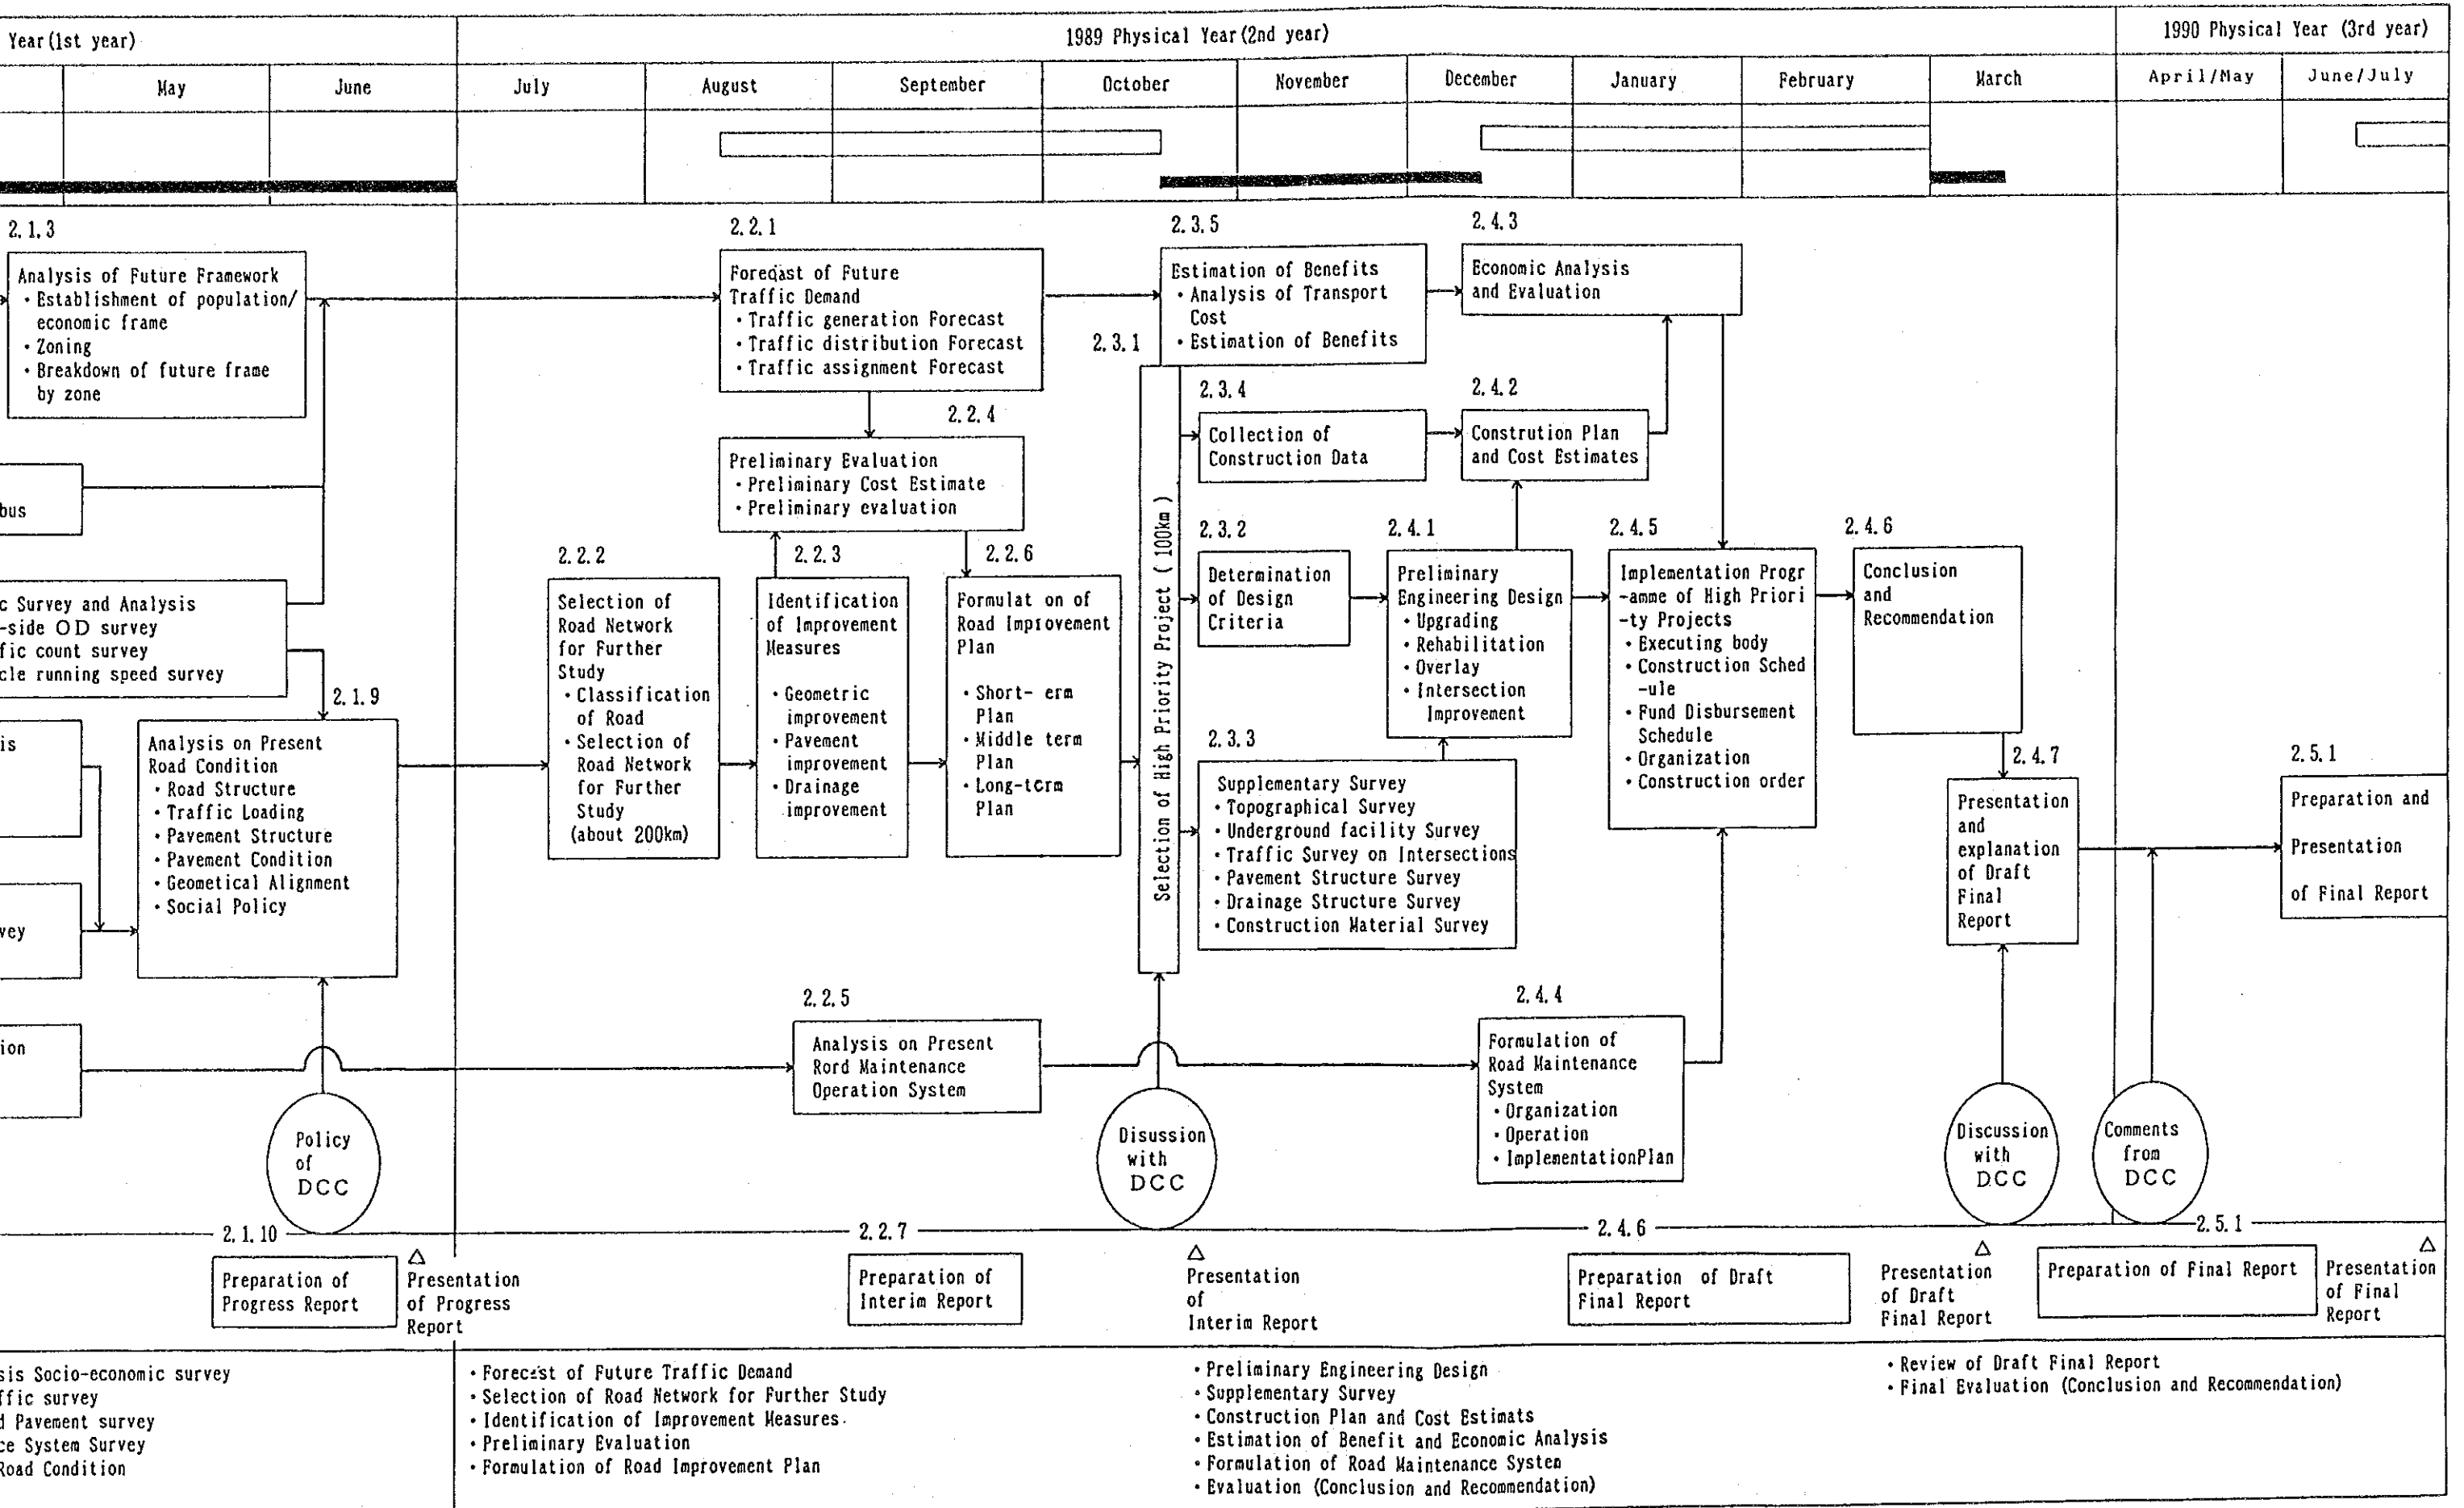 Year(1st year)
1989 Physical Year(2nd year)
1990 Physical Year (3rd year)
May
June
July
August
September
October
November
December
January
February
March
April/May
June/July
2.1.3
Analysis of Future Framework
・Establishment of population/
economic frame
・Zoning
・Breakdown of future frame
by zone
bus
c Survey and Analysis
-side OD survey
fic count survey
cle running speed survey
is
2.1.9
Analysis on Present
Road Condition
・Road Structure
・Traffic Loading
・Pavement Structure
・Pavement Condition
・Geometical Alignment
・Social Policy
vey
ion
Policy
of
DCC
2.2.1
Forecast of Future
Traffic Demand
・Traffic generation Forecast
・Traffic distribution Forecast
・Traffic assignment Forecast
2.2.4
Preliminary Evaluation
・Preliminary Cost Estimate
・Preliminary evaluation
2.2.2
Selection of
Road Network
for Further
Study
・Classification
of Road
・Selection of
Road Network
for Further
Study
(about 200km)
2.2.3
Identification
of Improvement
Measures
・Geometric
improvement
・Pavement
improvement
・Drainage
improvement
2.2.6
Formulat on of
Road Improvement
Plan
・Short- erm
Plan
・Middle term
Plan
・Long-term
Plan
2.2.5
Analysis on Present
Rord Maintenance
Operation System
2.3.1
Selection of High Priority Project ( 100km )
Disussion
with
DCC
2.3.5
Estimation of Benefits
・Analysis of Transport
Cost
・Estimation of Benefits
2.3.4
Collection of
Construction Data
2.3.2
Determination
of Design
Criteria
2.3.3
Supplementary Survey
・Topographical Survey
・Underground facility Survey
・Traffic Survey on Intersections
・Pavement Structure Survey
・Drainage Structure Survey
・Construction Material Survey
2.4.3
Economic Analysis
and Evaluation
2.4.2
Constrution Plan
and Cost Estimates
2.4.1
Preliminary
Engineering Design
・Upgrading
・Rehabilitation
・Overlay
・Intersection
Improvement
2.4.5
Implementation Progr
-amme of High Priori
-ty Projects
・Executing body
・Construction Sched
-ule
・Fund Disbursement
Schedule
・Organization
・Construction order
2.4.6
Conclusion
and
Recommendation
2.4.4
Formulation of
Road Maintenance
System
・Organization
・Operation
・ImplementationPlan
2.4.7
Presentation
and
explanation
of Draft
Final
Report
Discussion
with
DCC
Comments
from
DCC
2.5.1
Preparation and
Presentation
of Final Report
2.1.10
Preparation of
Progress Report
△
Presentation
of Progress
Report
2.2.7
Preparation of
Interim Report
△
Presentation
of
Interim Report
2.4.6
Preparation of Draft
Final Report
△
Presentation
of Draft
Final Report
2.5.1
Preparation of Final Report
△
Presentation
of Final
Report
sis Socio-economic survey
ffic survey
d Pavement survey
ce System Survey
Road Condition
・Forecast of Future Traffic Demand
・Selection of Road Network for Further Study
・Identification of Improvement Measures
・Preliminary Evaluation
・Formulation of Road Improvement Plan
・Preliminary Engineering Design
・Supplementary Survey
・Construction Plan and Cost Estimats
・Estimation of Benefit and Economic Analysis
・Formulation of Road Maintenance System
・Evaluation (Conclusion and Recommendation)
・Review of Draft Final Report
・Final Evaluation (Conclusion and Recommendation)